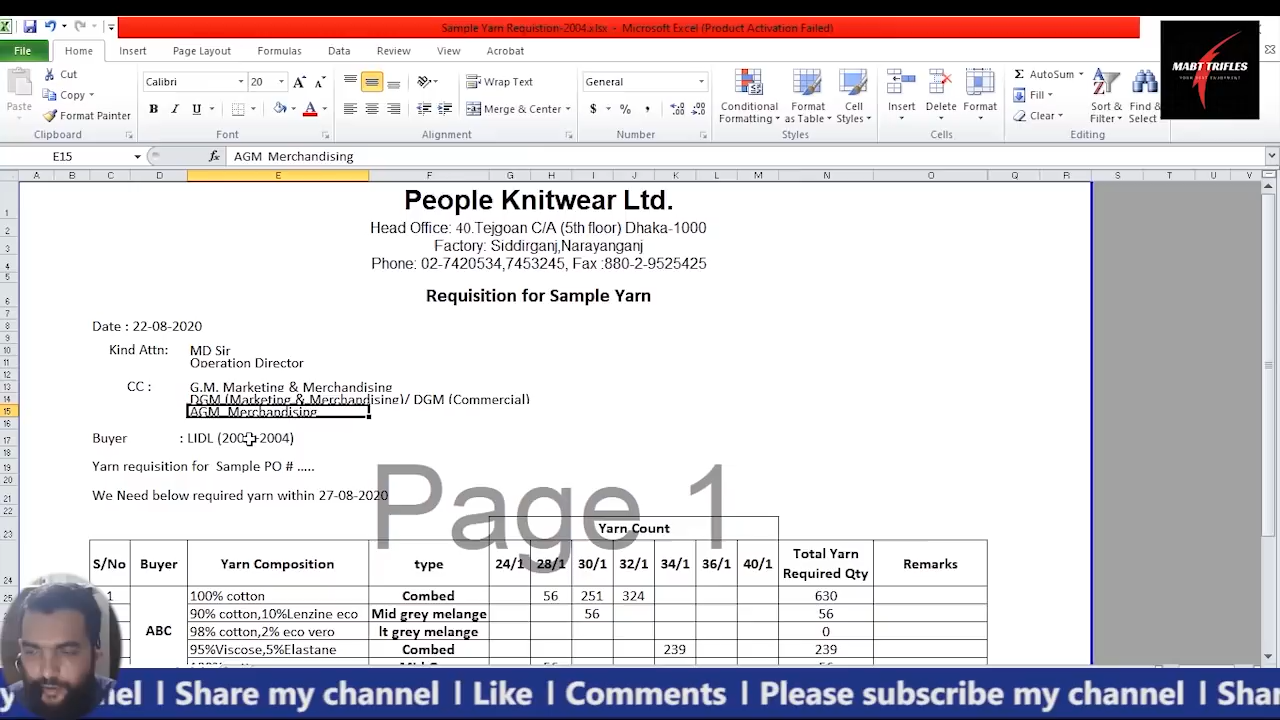 Sample Yarn Requistion-2004.xlsx - Microsoft Excel (Product Activation Failed)
File Home Insert Page Layout Formulas Data Review View Acrobat
MABT TRIFLES
YOUR BEST ENJOYMENT
Paste
Cut
Copy
Format Painter
Clipboard
Calibri 20
B I U
Font
Wrap Text
Merge & Center
Alignment
General
$ % ,
Number
Conditional Formatting
Format as Table
Cell Styles
Styles
Insert Delete Format
Cells
AutoSum
Fill
Clear
Sort & Filter
Find & Select
Editing
E15 fx AGM Merchandising
A B C D E F G H I J K L M N O Q R S T U V
People Knitwear Ltd.
Head Office: 40.Tejgoan C/A (5th floor) Dhaka-1000
Factory: Siddirganj,Narayanganj
Phone: 02-7420534,7453245, Fax :880-2-9525425
Requisition for Sample Yarn
Date : 22-08-2020
Kind Attn: MD Sir
Operation Director
CC : G.M. Marketing & Merchandising
DGM (Marketing & Merchandising)/ DGM (Commercial)
AGM Merchandising
Buyer : LIDL (200 2004)
Yarn requisition for Sample PO # .....
We Need below required yarn within 27-08-2020
Page 1
Yarn Count
S/No Buyer Yarn Composition type 24/1 28/1 30/1 32/1 34/1 36/1 40/1 Total Yarn Required Qty Remarks
1 100% cotton Combed 56 251 324 630
90% cotton,10%Lenzine eco Mid grey melange 56 56
ABC
98% cotton,2% eco vero lt grey melange 0
95%Viscose,5%Elastane Combed 239 239
nel l Share my channel l Like l Comments l Please subscribe my channel l Shar